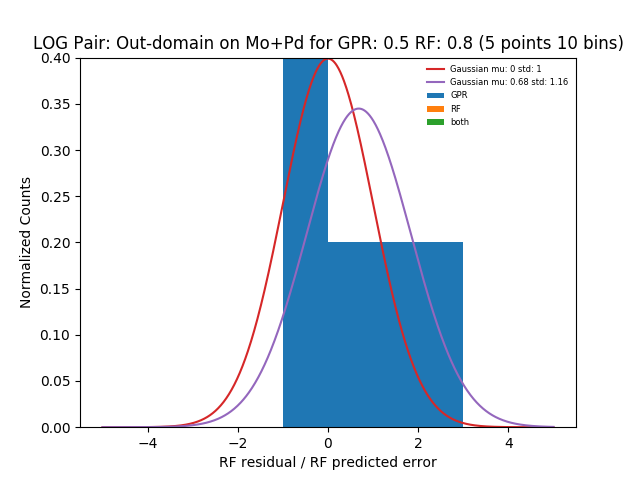 LOG Pair: Out-domain on Mo+Pd for GPR: 0.5 RF: 0.8 (5 points 10 bins)
Gaussian mu: 0 std: 1
Gaussian mu: 0.68 std: 1.16
GPR
RF
both
Normalized Counts
0.40
0.35
0.30
0.25
0.20
0.15
0.10
0.05
0.00
−4 −2 0 2 4
RF residual / RF predicted error